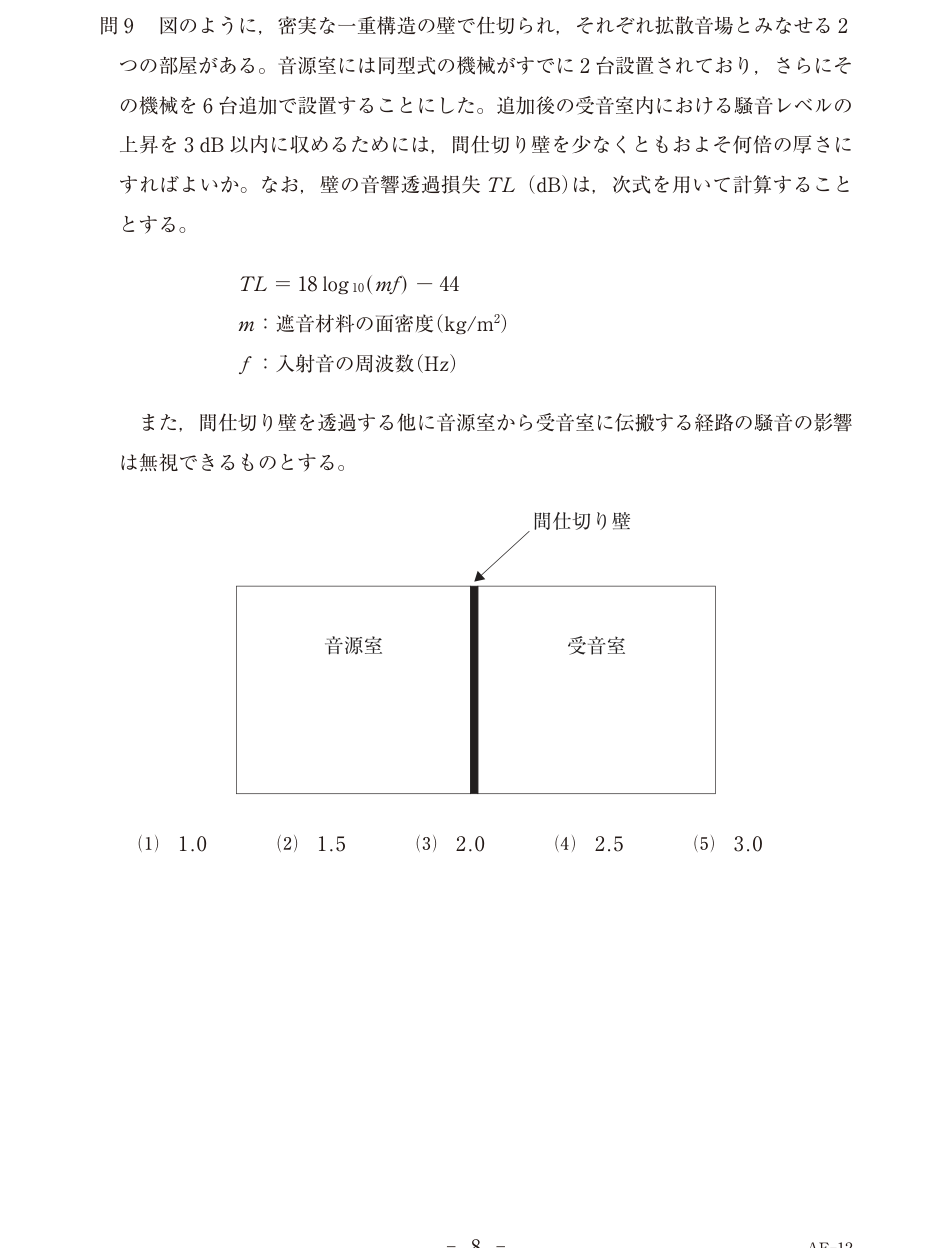 問 9　図のように，密実な一重構造の壁で仕切られ，それぞれ拡散音場とみなせる 2
つの部屋がある。音源室には同型式の機械がすでに 2 台設置されており，さらにそ
の機械を 6 台追加で設置することにした。追加後の受音室内における騒音レベルの
上昇を 3 dB 以内に収めるためには，間仕切り壁を少なくともおよそ何倍の厚さに
すればよいか。なお，壁の音響透過損失 TL（dB）は，次式を用いて計算すること
とする。
TL = 18 log₁₀(mf) − 44
m：遮音材料の面密度(kg/m²)
f：入射音の周波数(Hz)
また，間仕切り壁を透過する他に音源室から受音室に伝搬する経路の騒音の影響
は無視できるものとする。
間仕切り壁
音源室　受音室
(1)　1.0　(2)　1.5　(3)　2.0　(4)　2.5　(5)　3.0
− 8 −